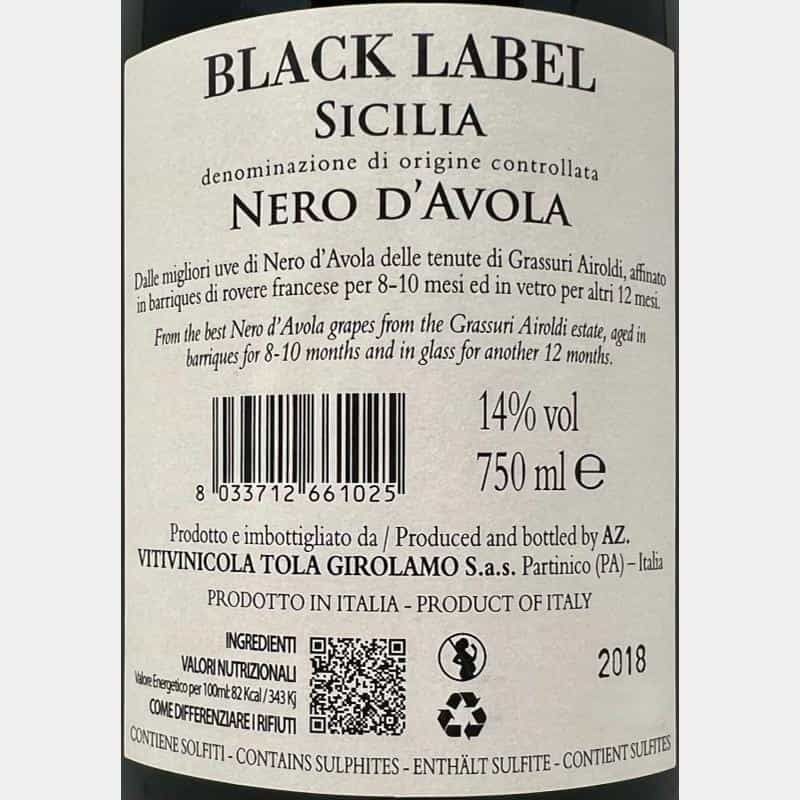 BLACK LABEL
SICILIA
denominazione di origine controllata
NERO D'AVOLA
Dalle migliori uve di Nero d'Avola delle tenute di Grassuri Airoldi, affinato
in barriques di rovere francese per 8-10 mesi ed in vetro per altri 12 mesi.
From the best Nero d'Avola grapes from the Grassuri Airoldi estate, aged in
barriques for 8-10 months and in glass for another 12 months.
14% vol
750 ml e
8 033712 661025
Prodotto e imbottigliato da / Produced and bottled by AZ.
VITIVINICOLA TOLA GIROLAMO S.a.s. Partinico (PA) – Italia
PRODOTTO IN ITALIA - PRODUCT OF ITALY
INGREDIENTI
VALORI NUTRIZIONALI
Valore Energetico per 100ml: 82 Kcal / 343 Kj
COME DIFFERENZIARE I RIFIUTI
2018
CONTIENE SOLFITI - CONTAINS SULPHITES - ENTHÄLT SULFITE - CONTIENT SULFITES